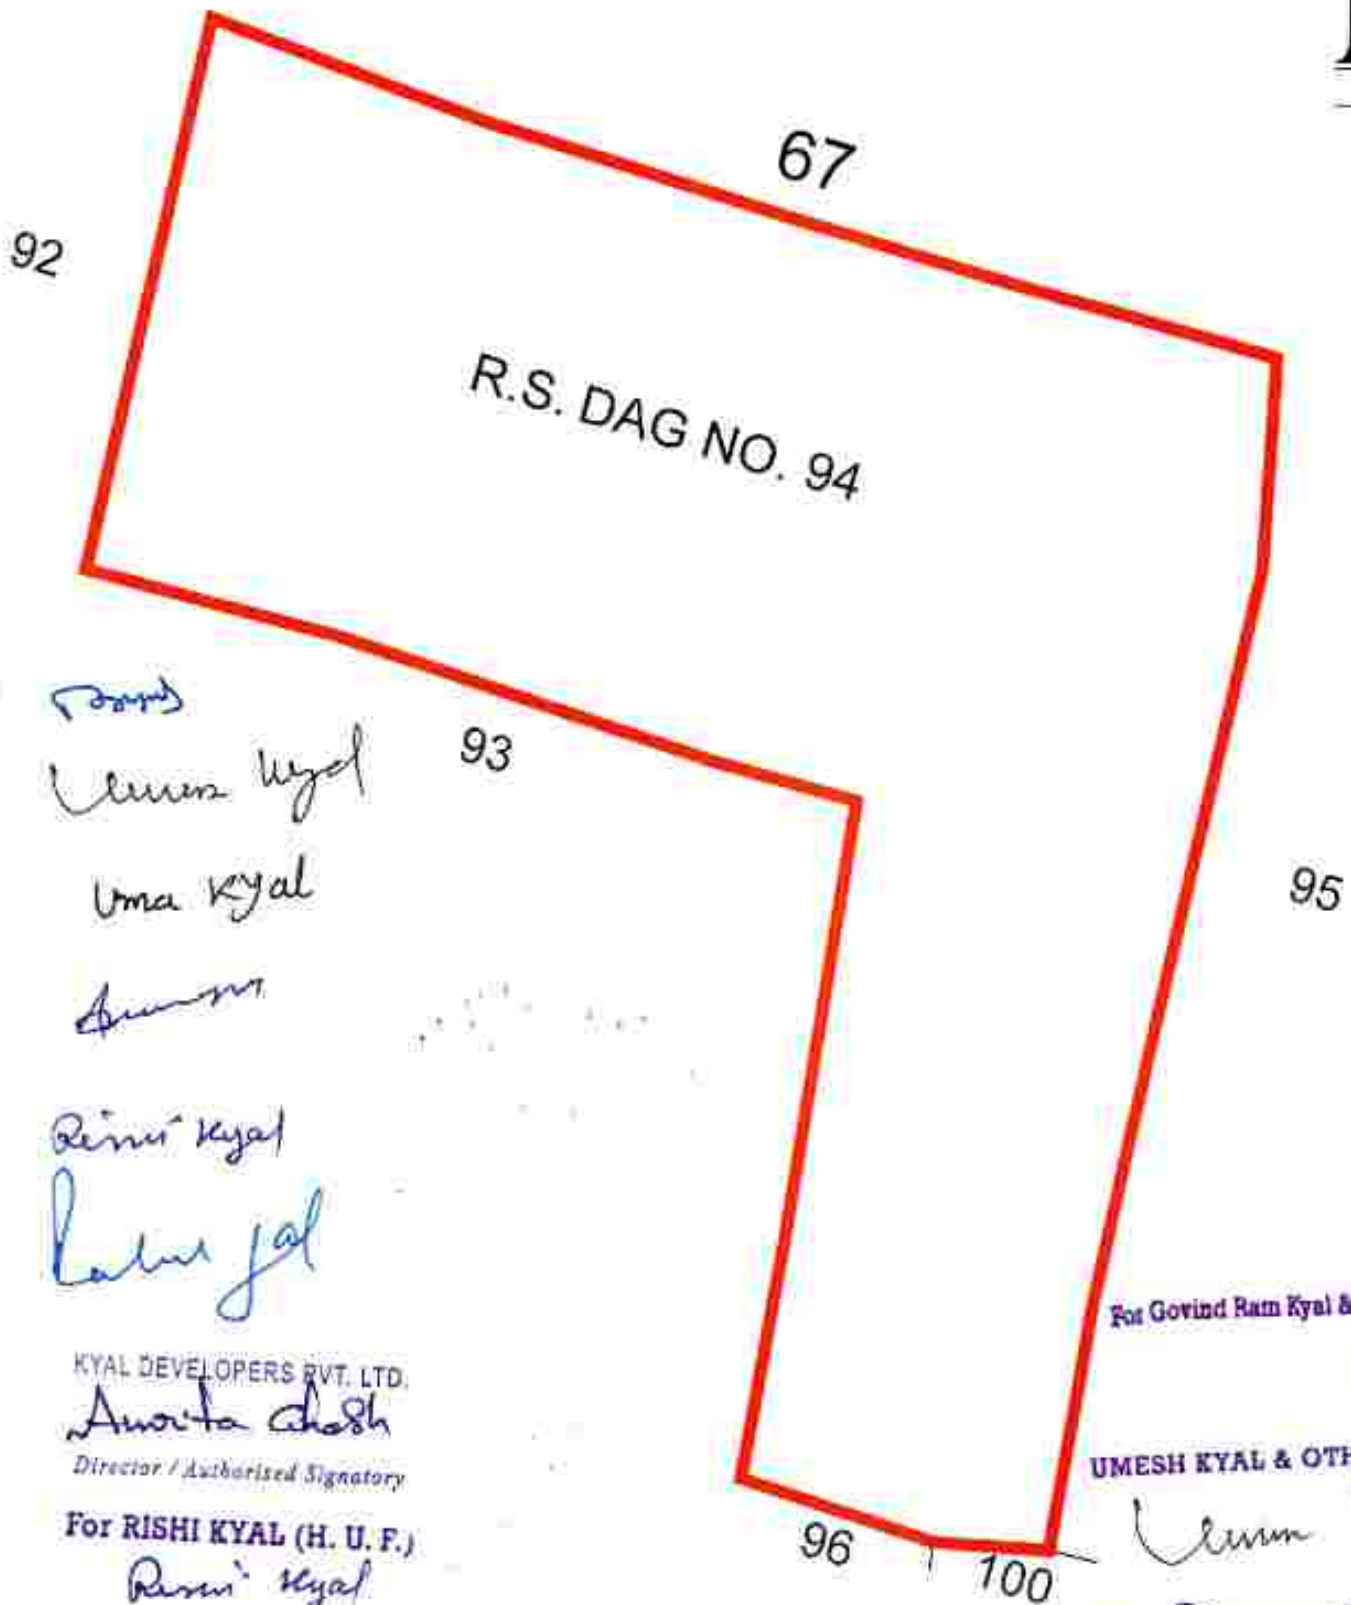 67
92
R.S. DAG NO. 94
93
Umesh Kyal
Uma Kyal
95
Rishi Kyal
For Govind Ram Kyal &
KYAL DEVELOPERS PVT. LTD.
Amrita Ghosh
Director / Authorised Signatory
UMESH KYAL & OTH
For RISHI KYAL (H. U. F.)
96
Rishi Kyal
100